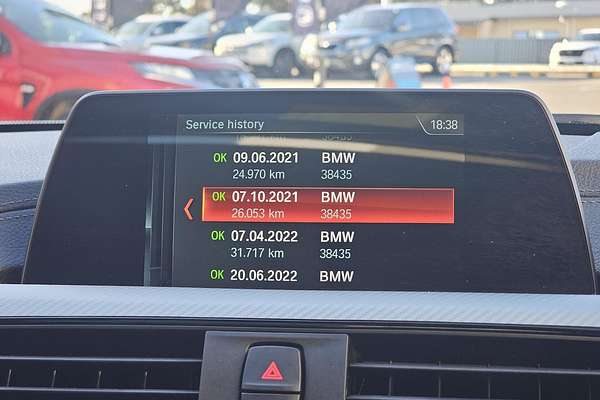 Service history 18:38
38435
OK 09.06.2021 BMW
24.970 km 38435
OK 07.10.2021 BMW
26.053 km 38435
OK 07.04.2022 BMW
31.717 km 38435
OK 20.06.2022 BMW